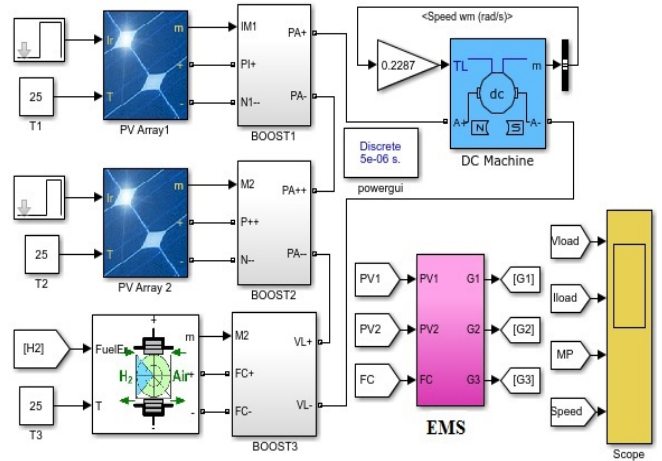 <Speed wm (rad/s)>
Ir
m
T
+
-
25
T1
PV Array1
IM1
PI+
N1--
PA+
PA-
BOOST1
0.2287
TL
m
dc
A+
N
S
A-
DC Machine
Discrete
5e-06 s.
powergui
Ir
m
T
+
-
25
T2
PV Array 2
M2
P++
N--
PA++
PA--
BOOST2
[H2]
25
T3
+
FuelFr
m
H2
Air
+
T
-
-
M2
FC+
FC-
VL+
VL-
BOOST3
PV1
PV2
FC
PV1
PV2
FC
G1
G2
G3
[G1]
[G2]
[G3]
EMS
Vload
Iload
MP
Speed
Scope